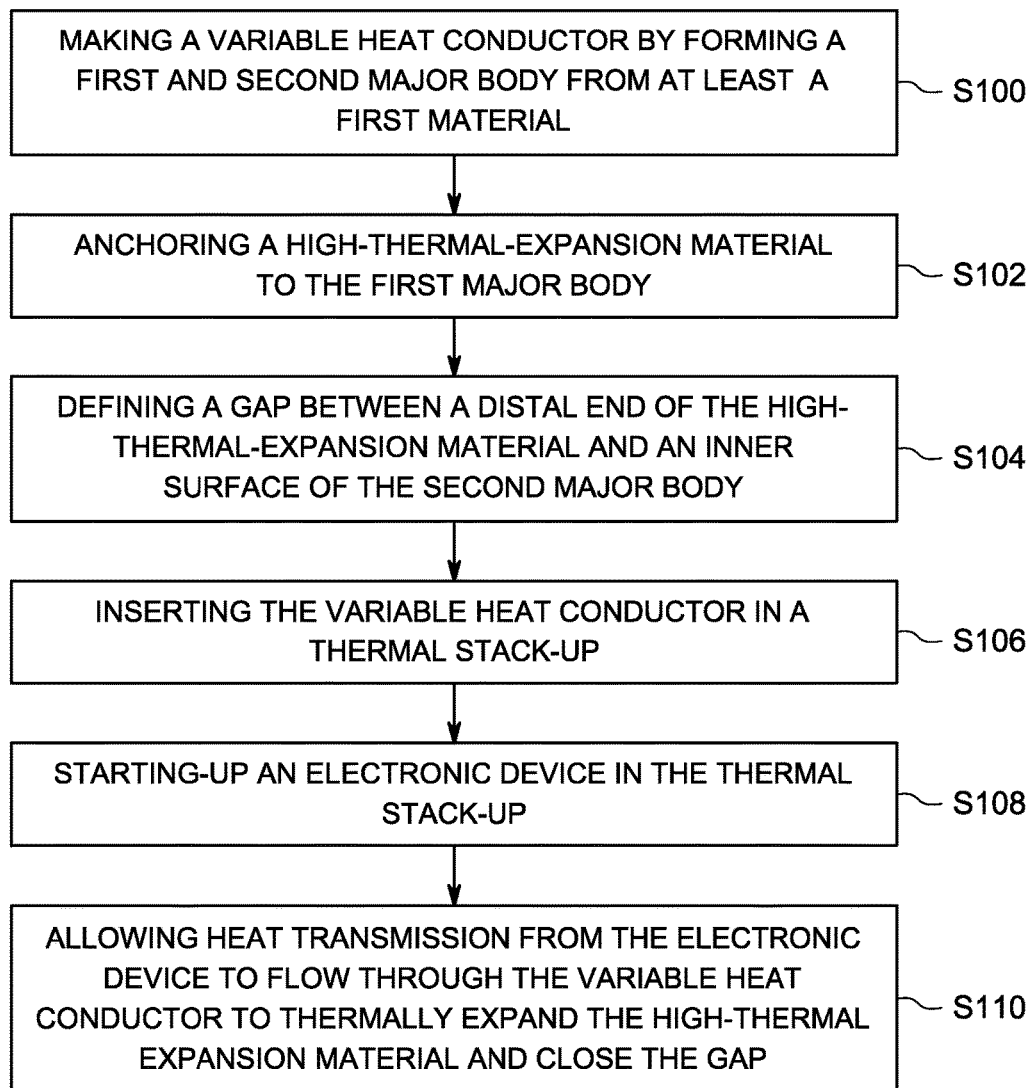 MAKING A VARIABLE HEAT CONDUCTOR BY FORMING A
FIRST AND SECOND MAJOR BODY FROM AT LEAST A
FIRST MATERIAL
S100
ANCHORING A HIGH-THERMAL-EXPANSION MATERIAL
TO THE FIRST MAJOR BODY
S102
DEFINING A GAP BETWEEN A DISTAL END OF THE HIGH-
THERMAL-EXPANSION MATERIAL AND AN INNER
SURFACE OF THE SECOND MAJOR BODY
S104
INSERTING THE VARIABLE HEAT CONDUCTOR IN A
THERMAL STACK-UP
S106
STARTING-UP AN ELECTRONIC DEVICE IN THE THERMAL
STACK-UP
S108
ALLOWING HEAT TRANSMISSION FROM THE ELECTRONIC
DEVICE TO FLOW THROUGH THE VARIABLE HEAT
CONDUCTOR TO THERMALLY EXPAND THE HIGH-THERMAL
EXPANSION MATERIAL AND CLOSE THE GAP
S110